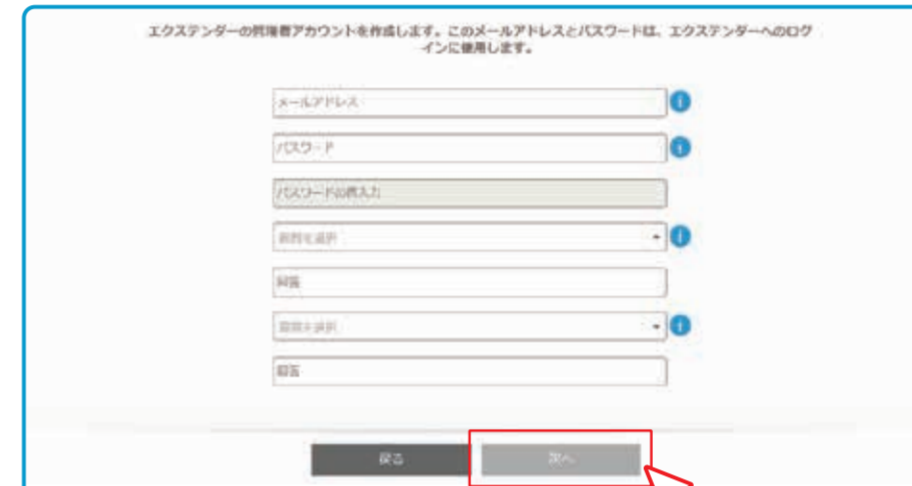 エクステンダーの管理者アカウントを作成します。このメールアドレスとパスワードは、エクステンダーへのログ
インに使用します。
メールアドレス
パスワード
パスワードの再入力
質問を選択
回答
質問を選択
回答
戻る
次へ